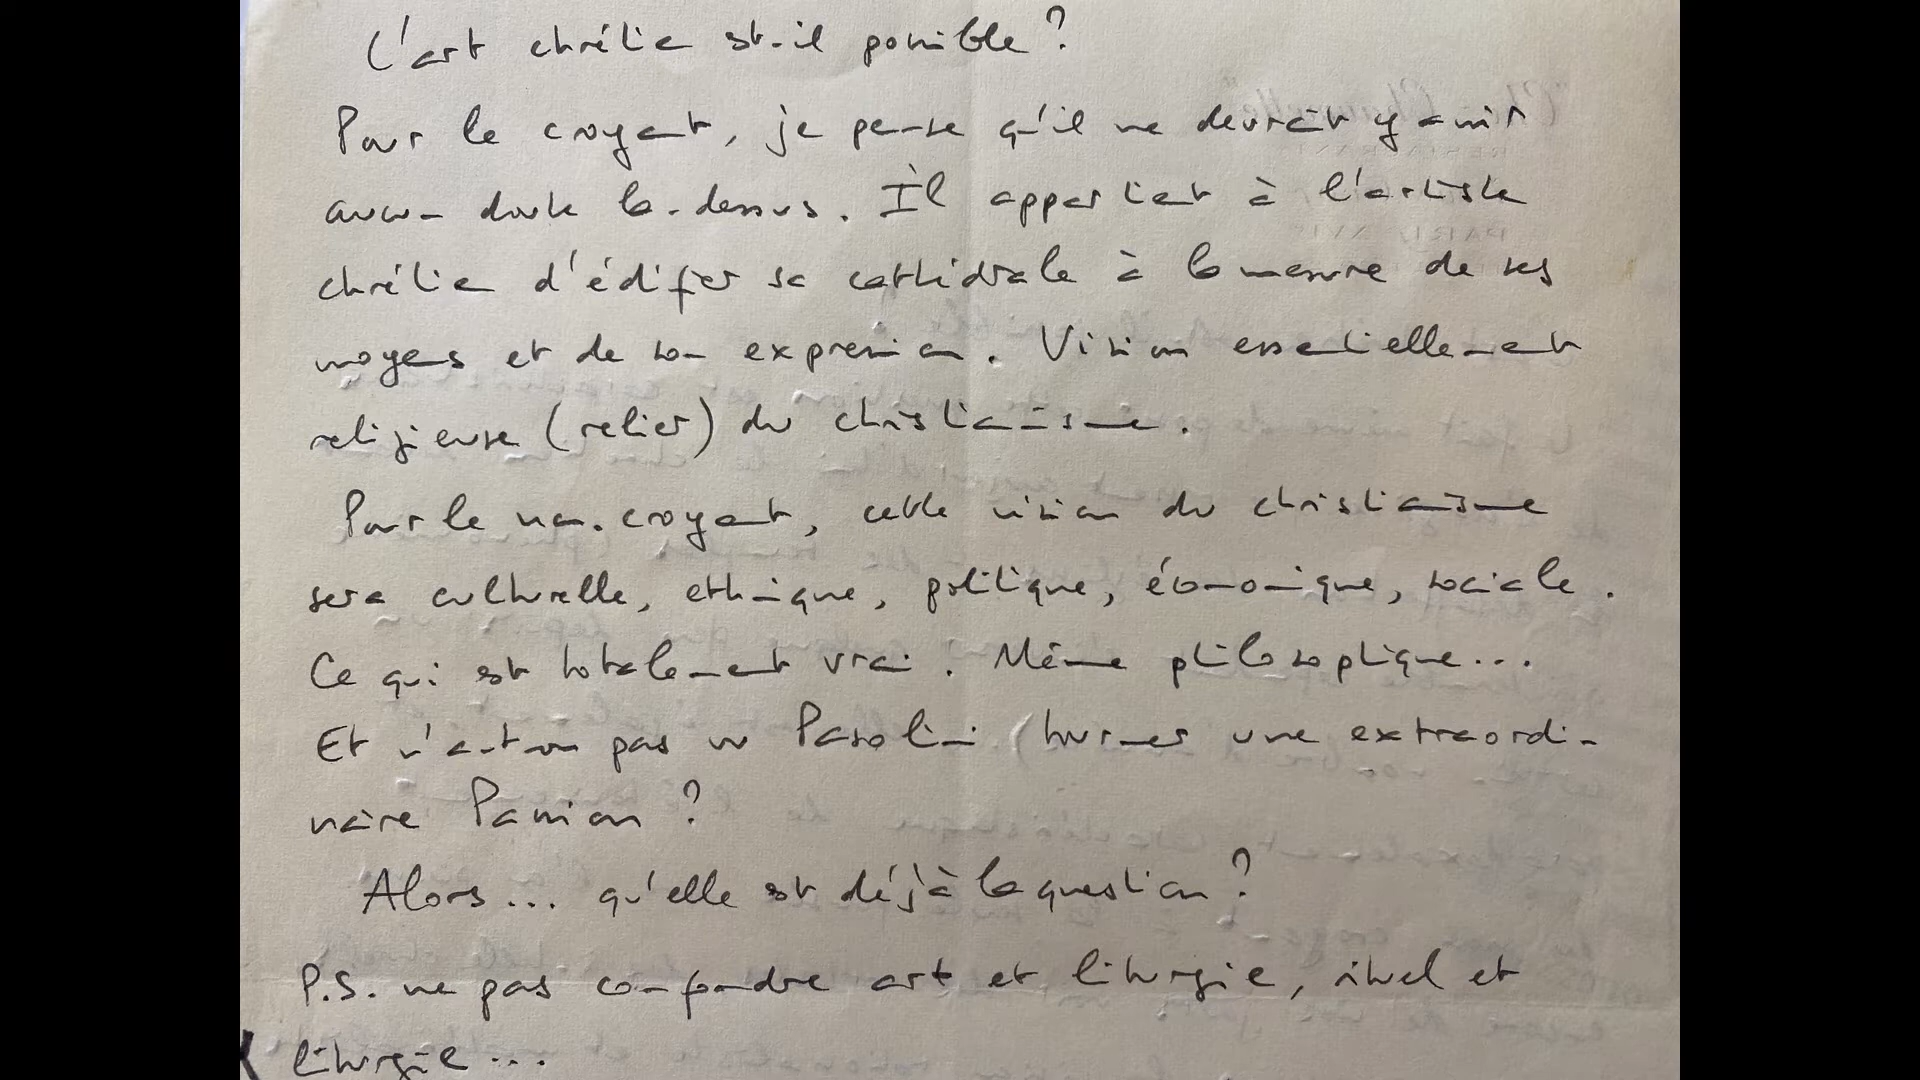 L'art chrétien est-il possible ?
Pour le croyant, je pense qu'il ne devrait y avoir
aucun doute là-dessus. Il appartient à l'artiste
chrétien d'édifier sa cathédrale à la mesure de ses
moyens et de son expression. Vision essentiellement
religieuse (relier) du christianisme.
Pour le non-croyant, cette vision du christianisme
sera culturelle, ethnique, politique, économique, sociale.
Ce qui est totalement vrai. Même philosophique...
Et n'a-t-on pas vu Pasolini tourner une extraordi-
naire Passion ?
Alors... qu'elle est déjà la question ?
P.S. ne pas confondre art et liturgie, rituel et
liturgie...